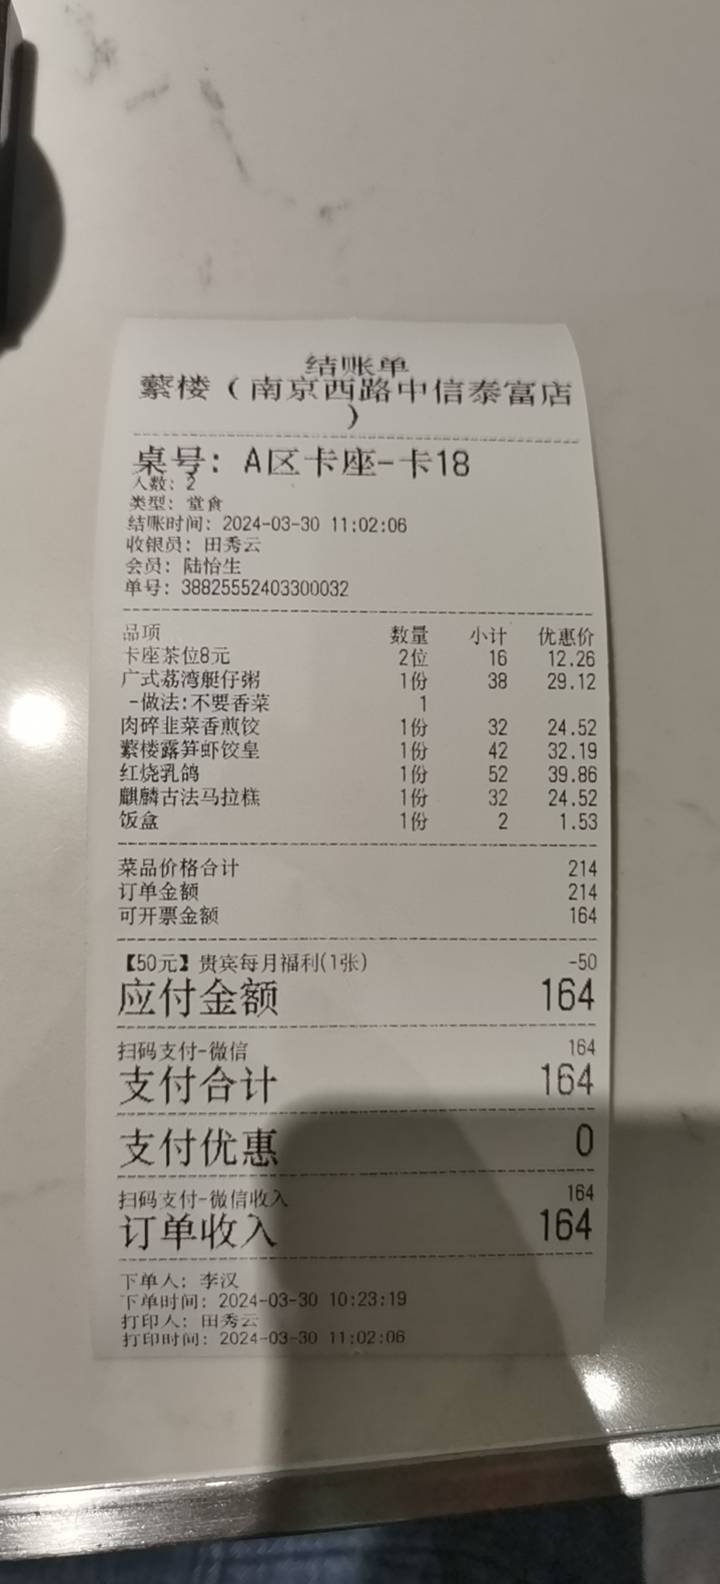 结账单
蘩楼（南京西路中信泰富店
）
桌号: A区卡座-卡18
人数: 2
类型: 堂食
结账时间: 2024-03-30 11:02:06
收银员: 田秀云
会员: 陆怡生
单号: 38825552403300032
品项 数量 小计 优惠价
卡座茶位8元 2位 16 12.26
广式荔湾艇仔粥 1份 38 29.12
-做法:不要香菜 1
肉碎韭菜香煎饺 1份 32 24.52
蘩楼露笋虾饺皇 1份 42 32.19
红烧乳鸽 1份 52 39.86
麒麟古法马拉糕 1份 32 24.52
饭盒 1份 2 1.53
菜品价格合计 214
订单金额 214
可开票金额 164
【50元】贵宾每月福利(1张) -50
应付金额 164
扫码支付-微信 164
支付合计 164
支付优惠 0
扫码支付-微信收入 164
订单收入 164
下单人: 李汉
下单时间: 2024-03-30 10:23:19
打印人: 田秀云
打印时间: 2024-03-30 11:02:06